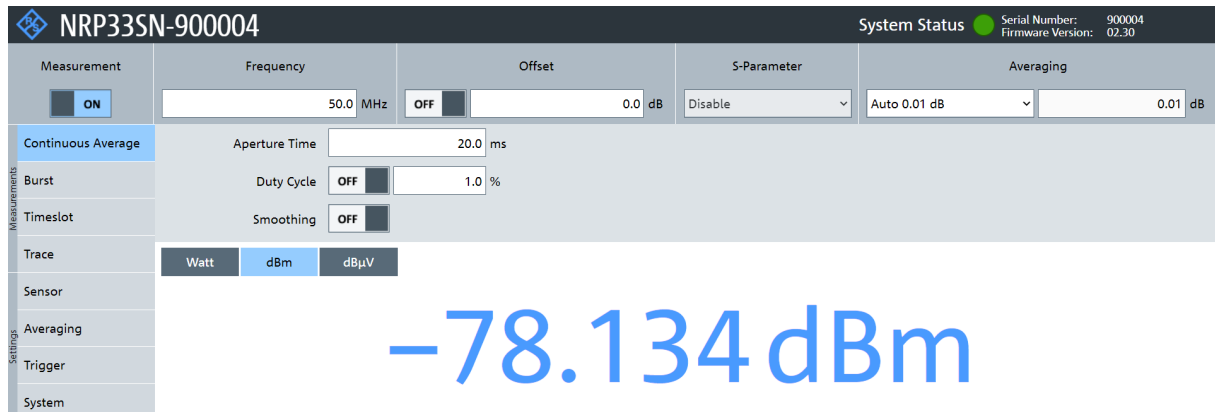 R&S NRP33SN-900004
System Status
Serial Number: 900004
Firmware Version: 02.30
Measurement
ON
Frequency
50.0 MHz
Offset
OFF 0.0 dB
S-Parameter
Disable
Averaging
Auto 0.01 dB 0.01 dB
Measurements
Continuous Average
Burst
Timeslot
Trace
Settings
Sensor
Averaging
Trigger
System
Aperture Time 20.0 ms
Duty Cycle OFF 1.0 %
Smoothing OFF
Watt dBm dBµV
−78.134 dBm